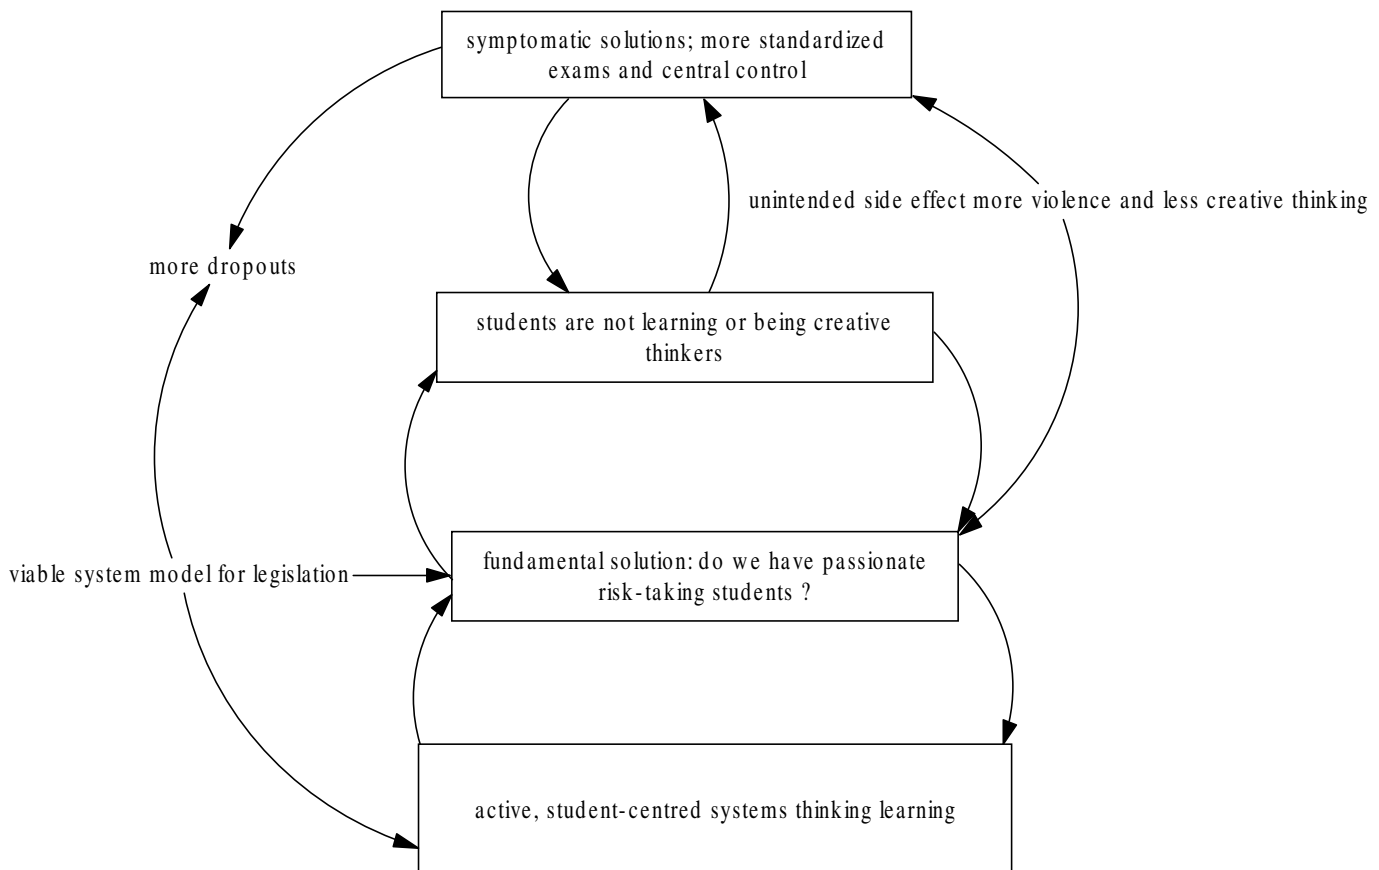 symptomatic solutions; more standardized
exams and central control
unintended side effect more violence and less creative thinking
more dropouts
students are not learning or being creative
thinkers
fundamental solution: do we have passionate
risk-taking students ?
viable system model for legislation
active, student-centred systems thinking learning